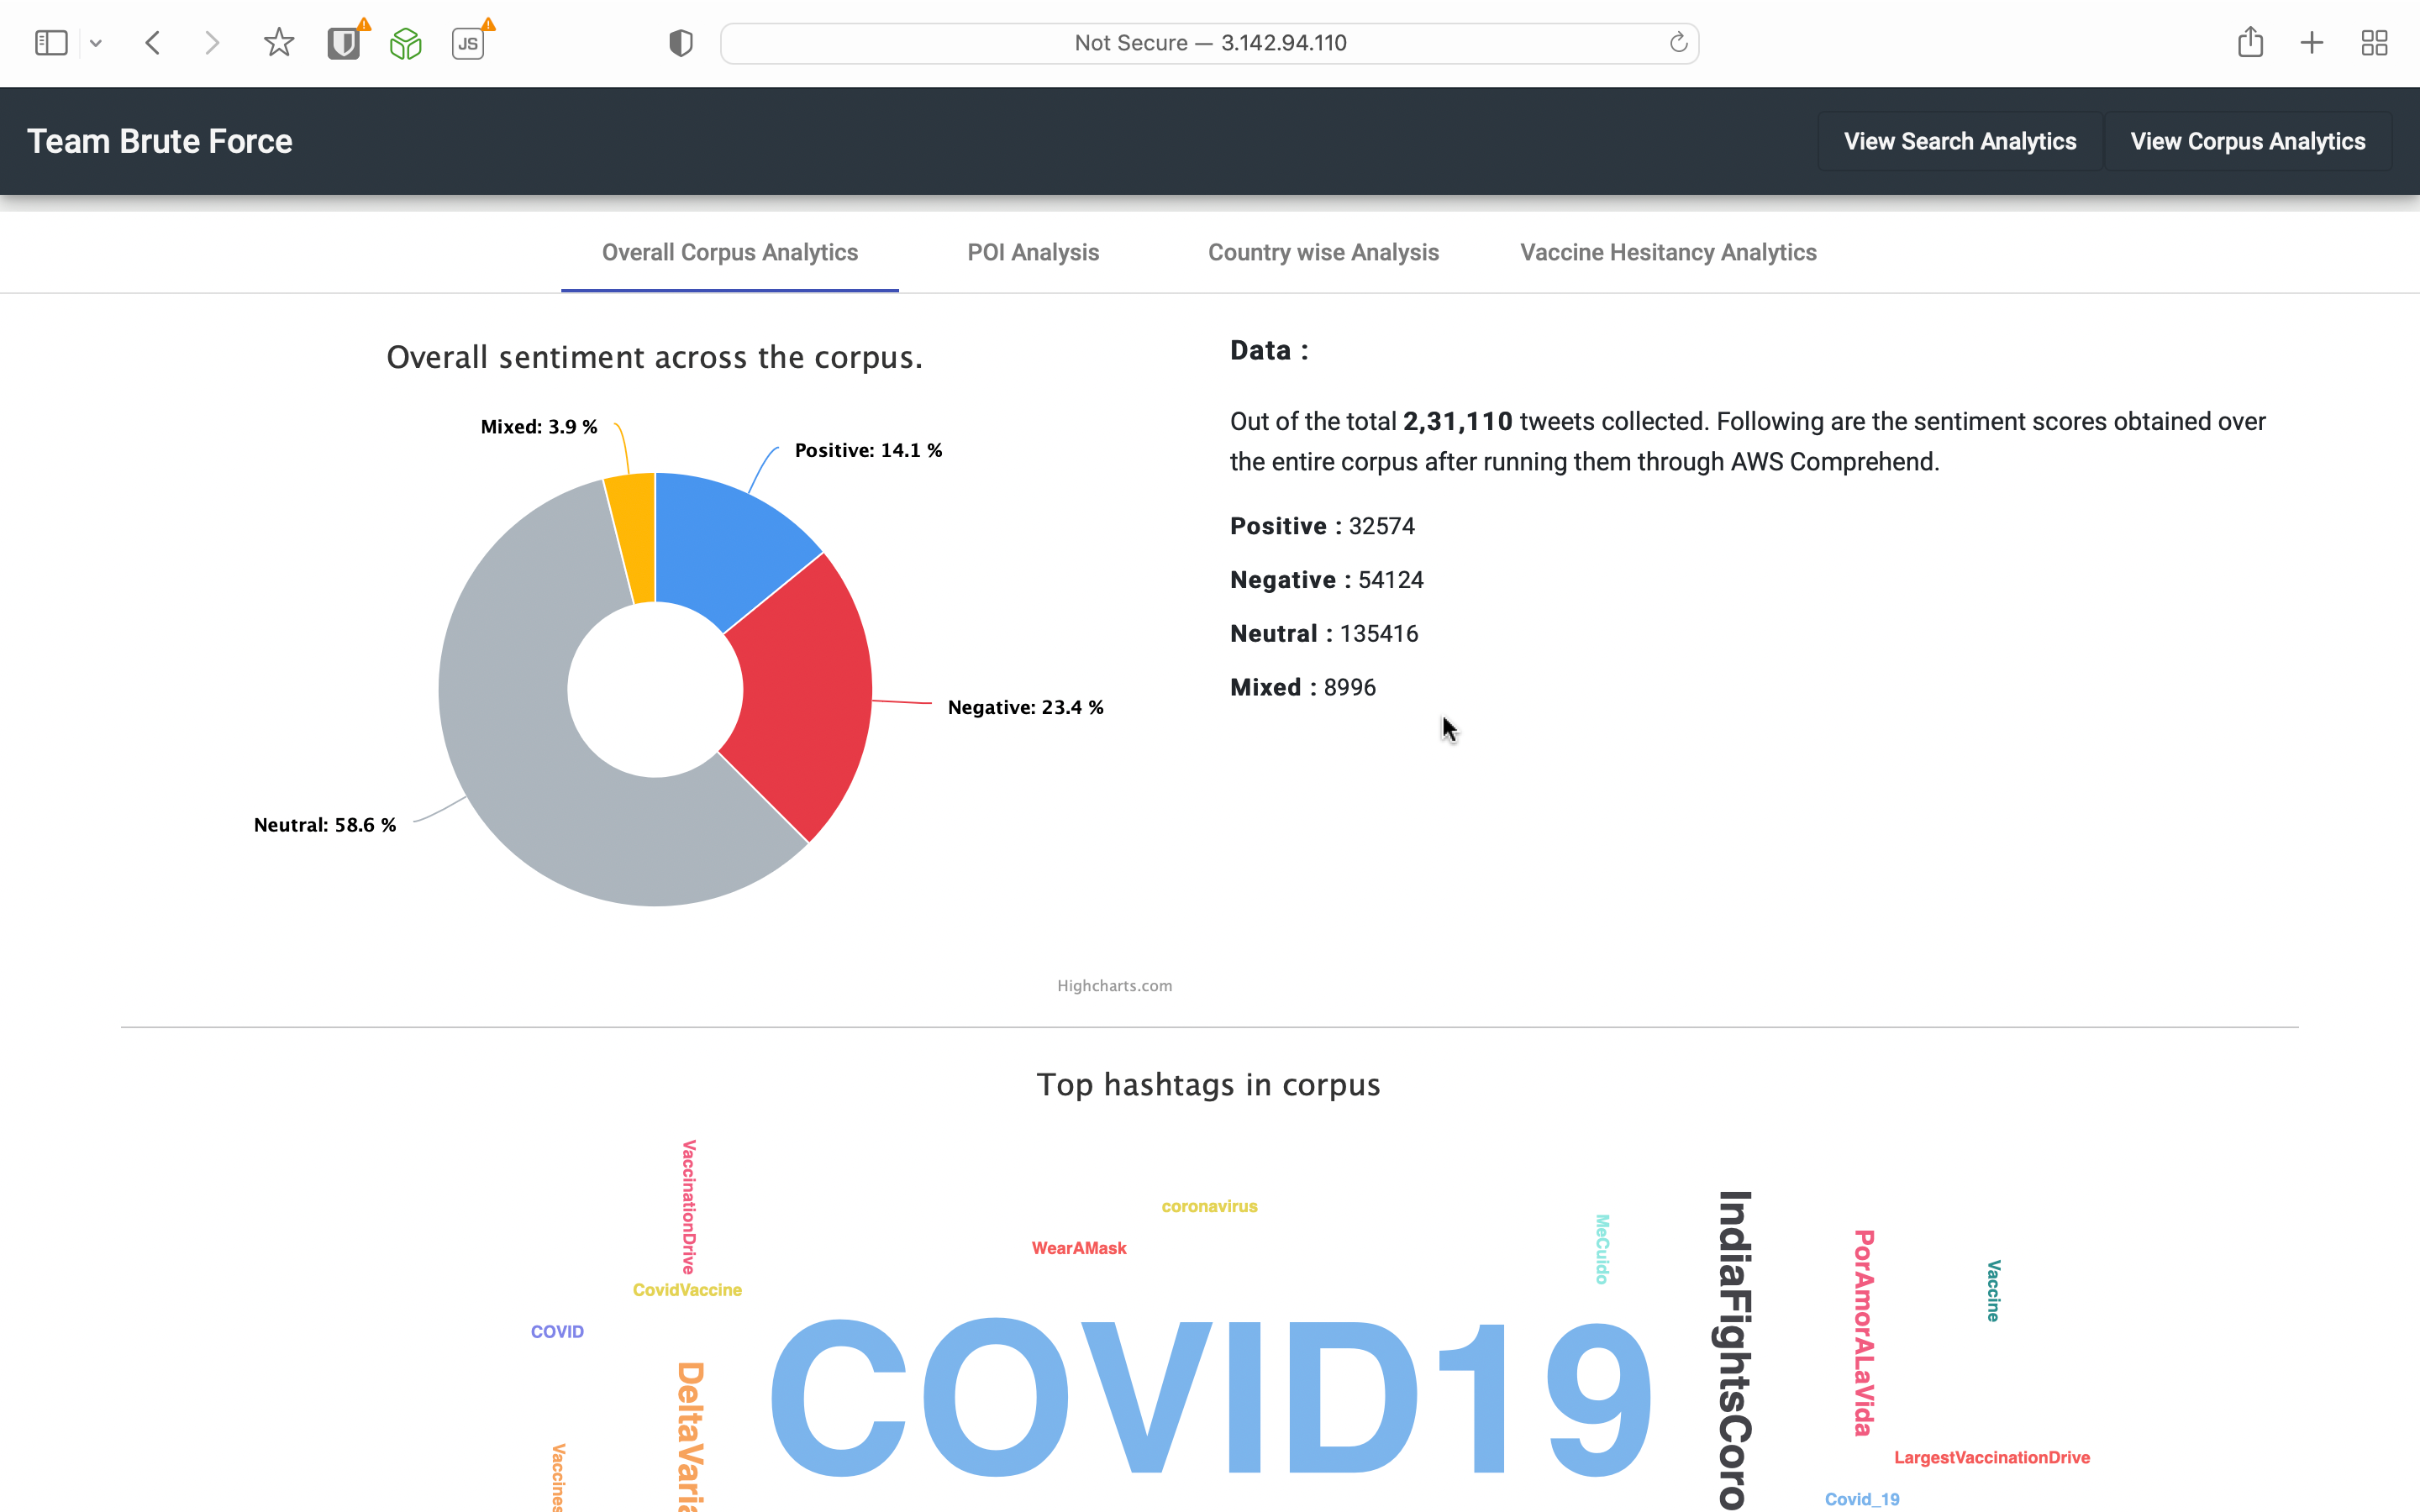 Not Secure — 3.142.94.110
JS
Team Brute Force
View Search Analytics
View Corpus Analytics
Overall Corpus Analytics
POI Analysis
Country wise Analysis
Vaccine Hesitancy Analytics
Overall sentiment across the corpus.
Mixed: 3.9 %
Positive: 14.1 %
Negative: 23.4 %
Neutral: 58.6 %
Highcharts.com
Data :
Out of the total 2,31,110 tweets collected. Following are the sentiment scores obtained over
the entire corpus after running them through AWS Comprehend.
Positive : 32574
Negative : 54124
Neutral : 135416
Mixed : 8996
Top hashtags in corpus
VaccinationDrive
coronavirus
WearAMask
MeCuido
IndiaFightsCoro
PorAmorALaVida
Vaccine
CovidVaccine
COVID
COVID19
DeltaVaria
Vaccines
LargestVaccinationDrive
Covid_19